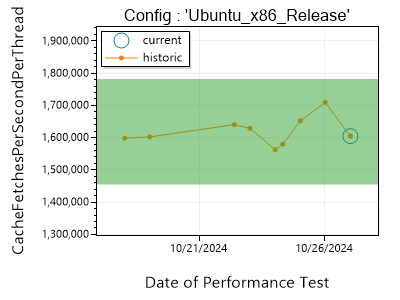 Config : 'Ubuntu_x86_Release'
CacheFetchesPerSecondPerThread
1,900,000
1,800,000
1,700,000
1,600,000
1,500,000
1,400,000
1,300,000
current
historic
10/21/2024
10/26/2024
Date of Performance Test